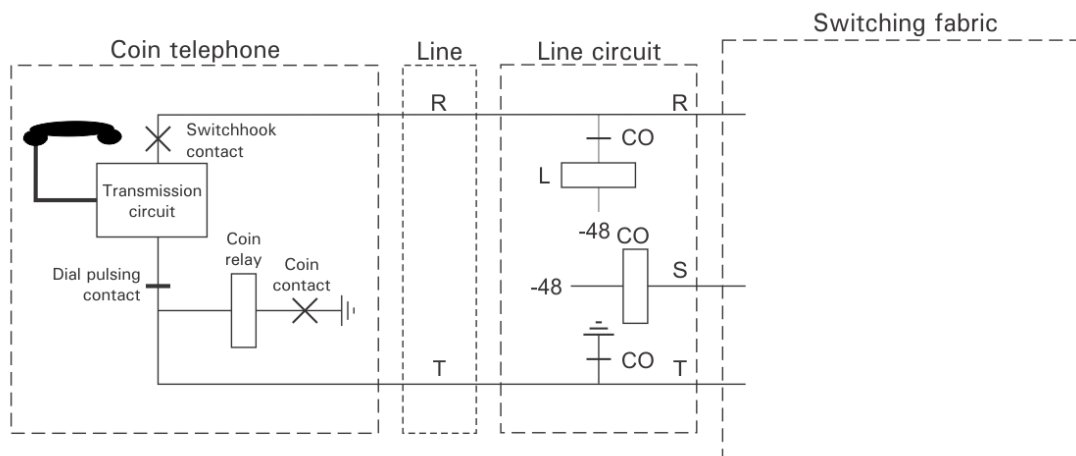 Switching fabric
Coin telephone
Line
Line circuit
R
R
Switchhook
contact
CO
L
Transmission
circuit
-48
CO
Coin
relay
Coin
contact
Dial pulsing
contact
-48
S
CO
T
T